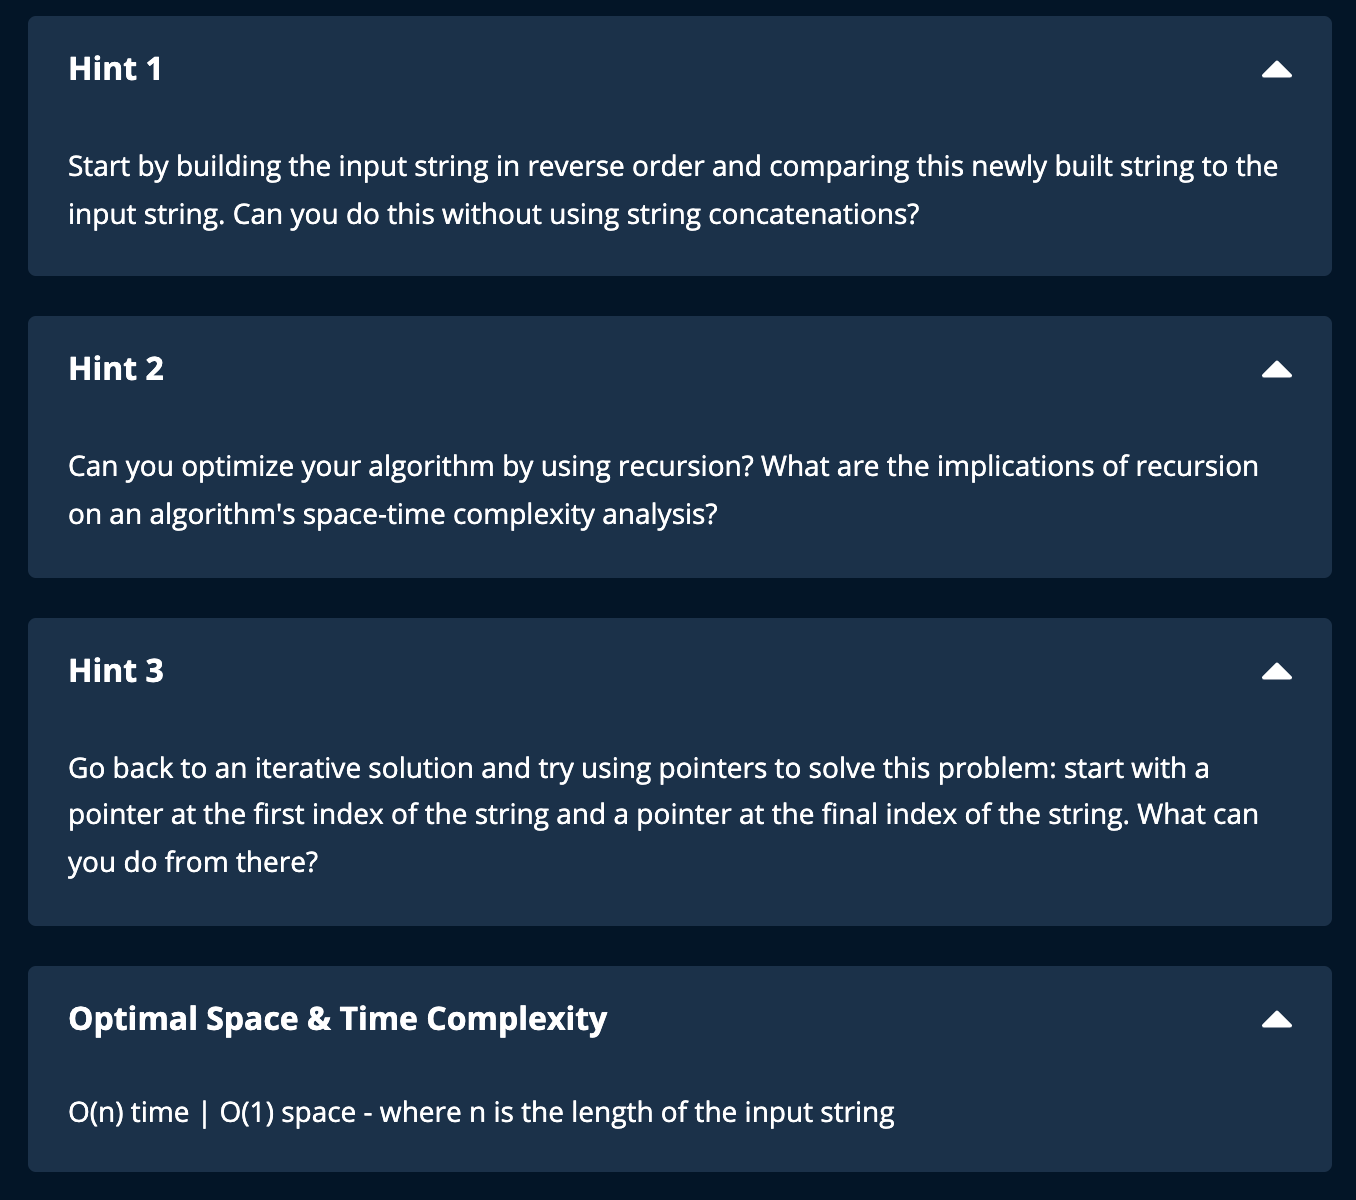 Hint 1
Start by building the input string in reverse order and comparing this newly built string to the
input string. Can you do this without using string concatenations?
Hint 2
Can you optimize your algorithm by using recursion? What are the implications of recursion
on an algorithm's space-time complexity analysis?
Hint 3
Go back to an iterative solution and try using pointers to solve this problem: start with a
pointer at the first index of the string and a pointer at the final index of the string. What can
you do from there?
Optimal Space & Time Complexity
O(n) time | O(1) space - where n is the length of the input string